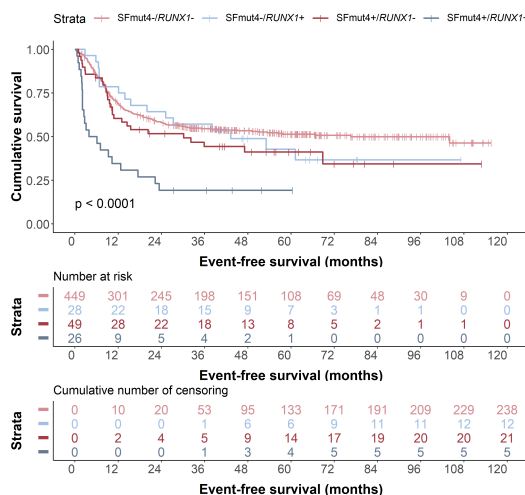 Strata SFmut4-/RUNX1- SFmut4-/RUNX1+ SFmut4+/RUNX1- SFmut4+/RUNX1-
Cumulative survival
1.00
0.75
0.50
0.25
0.00
p < 0.0001
0 12 24 36 48 60 72 84 96 108 120
Event-free survival (months)
Number at risk
Strata
449 301 245 198 151 108 69 48 30 9 0
28 22 18 15 9 7 3 1 1 0 0
49 28 22 18 13 8 5 2 1 1 0
26 9 5 4 2 1 0 0 0 0 0
0 12 24 36 48 60 72 84 96 108 120
Event-free survival (months)
Cumulative number of censoring
Strata
0 10 20 53 95 133 171 191 209 229 238
0 0 0 1 6 6 9 11 11 12 12
0 2 4 5 9 14 17 19 20 20 21
0 0 0 1 3 4 5 5 5 5 5
0 12 24 36 48 60 72 84 96 108 120
Event-free survival (months)